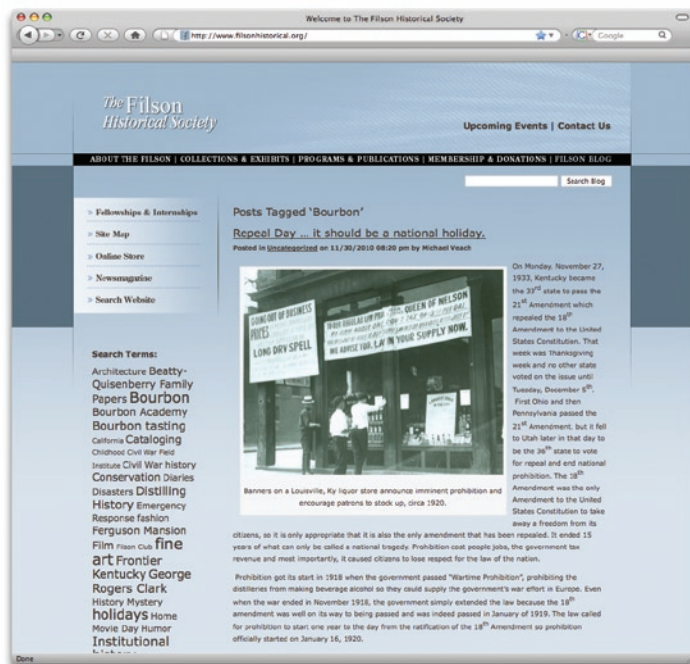 Welcome to The Filson Historical Society
http://www.filsonhistorical.org/
Google
The Filson
Historical Society
Upcoming Events | Contact Us
ABOUT THE FILSON | COLLECTIONS & EXHIBITS | PROGRAMS & PUBLICATIONS | MEMBERSHIP & DONATIONS | FILSON BLOG
Search Blog
» Fellowships & Internships
» Site Map
» Online Store
» Newsmagazine
» Search Website
Search Terms:
Architecture Beatty-
Quisenberry Family
Papers Bourbon
Bourbon Academy
Bourbon tasting
California Cataloging
Childhood Civil War Field
Institute Civil War history
Conservation Diaries
Disasters Distilling
History Emergency
Response fashion
Ferguson Mansion
Film Filson Club fine
art Frontier
Kentucky George
Rogers Clark
History Mystery
holidays Home
Movie Day Humor
Institutional
Posts Tagged 'Bourbon'
Repeal Day ... it should be a national holiday.
Posted in Uncategorized on 11/30/2010 08:20 pm by Michael Veach
GOING OUT OF BUSINESS
PRICES
LONG DRY SPELL
QUEEN OF NELSON
WE ADVISE YOU. LAY IN YOUR SUPPLY NOW.
Banners on a Louisville, Ky liquor store announce imminent prohibition and
encourage patrons to stock up, circa 1920.
On Monday, November 27,
1933, Kentucky became
the 33rd state to pass the
21st Amendment which
repealed the 18th
Amendment to the United
States Constitution. That
week was Thanksgiving
week and no other state
voted on the issue until
Tuesday, December 5th.
First Ohio and then
Pennsylvania passed the
21st Amendment, but it fell
to Utah later in that day to
be the 36th state to vote
for repeal and end national
prohibition. The 18th
Amendment was the only
Amendment to the United
States Constitution to take
away a freedom from its
citizens, so it is only appropriate that it is also the only amendment that has been repealed. It ended 15
years of what can only be called a national tragedy. Prohibition cost people jobs, the government tax
revenue and most importantly, it caused citizens to lose respect for the law of the nation.
Prohibition got its start in 1918 when the government passed "Wartime Prohibition", prohibiting the
distilleries from making beverage alcohol so they could supply the government's war effort in Europe. Even
when the war ended in November 1918, the government simply extended the law because the 18th
amendment was well on its way to being passed and was indeed passed in January of 1919. The law called
for prohibition to start one year to the day from the ratification of the 18th Amendment so prohibition
officially started on January 16, 1920.
Done